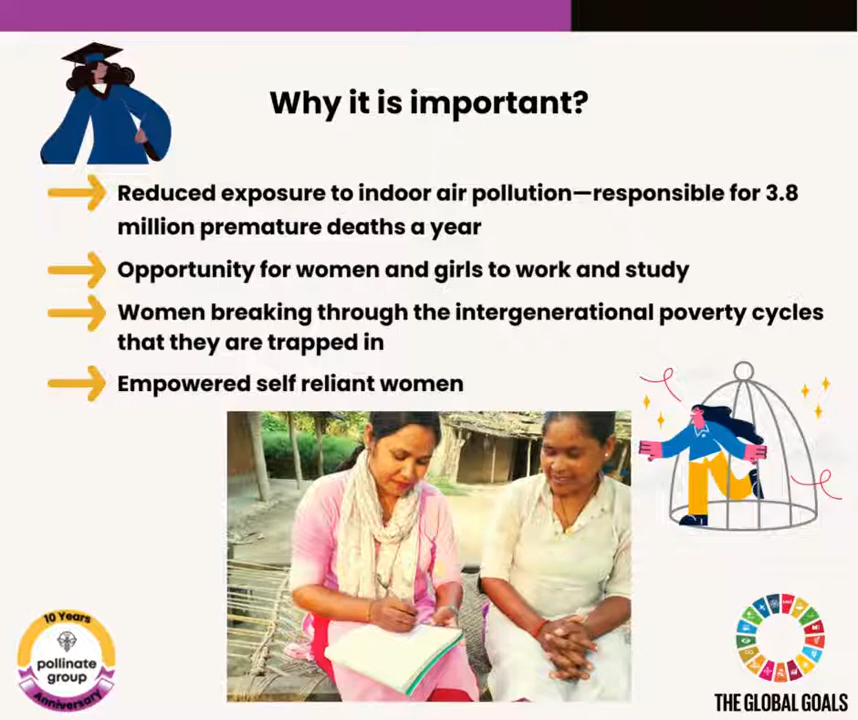 Why it is important?
Reduced exposure to indoor air pollution—responsible for 3.8
million premature deaths a year
Opportunity for women and girls to work and study
Women breaking through the intergenerational poverty cycles
that they are trapped in
Empowered self reliant women
10 Years
pollinate
group
Anniversary
THE GLOBAL GOALS